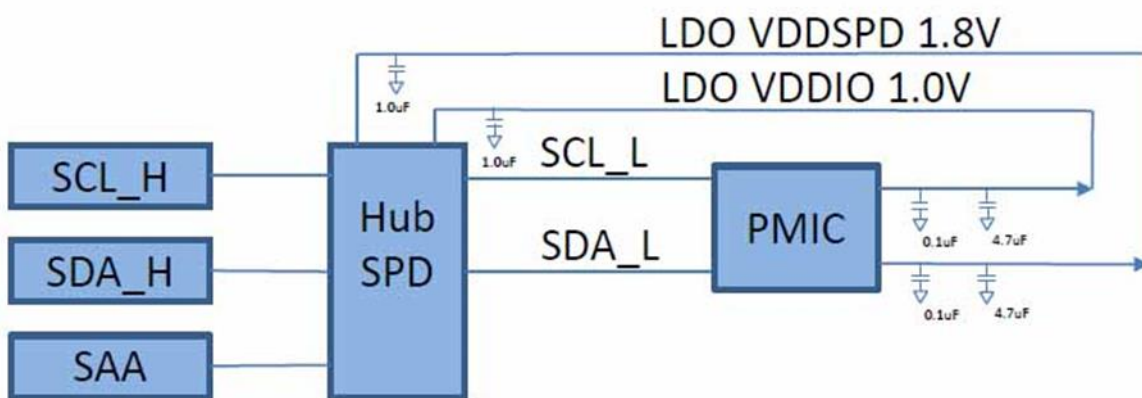 LDO VDDSPD 1.8V
1.0uF
LDO VDDIO 1.0V
1.0uF
SCL_H
SDA_H
SAA
Hub
SPD
SCL_L
SDA_L
PMIC
0.1uF
4.7uF
0.1uF
4.7uF